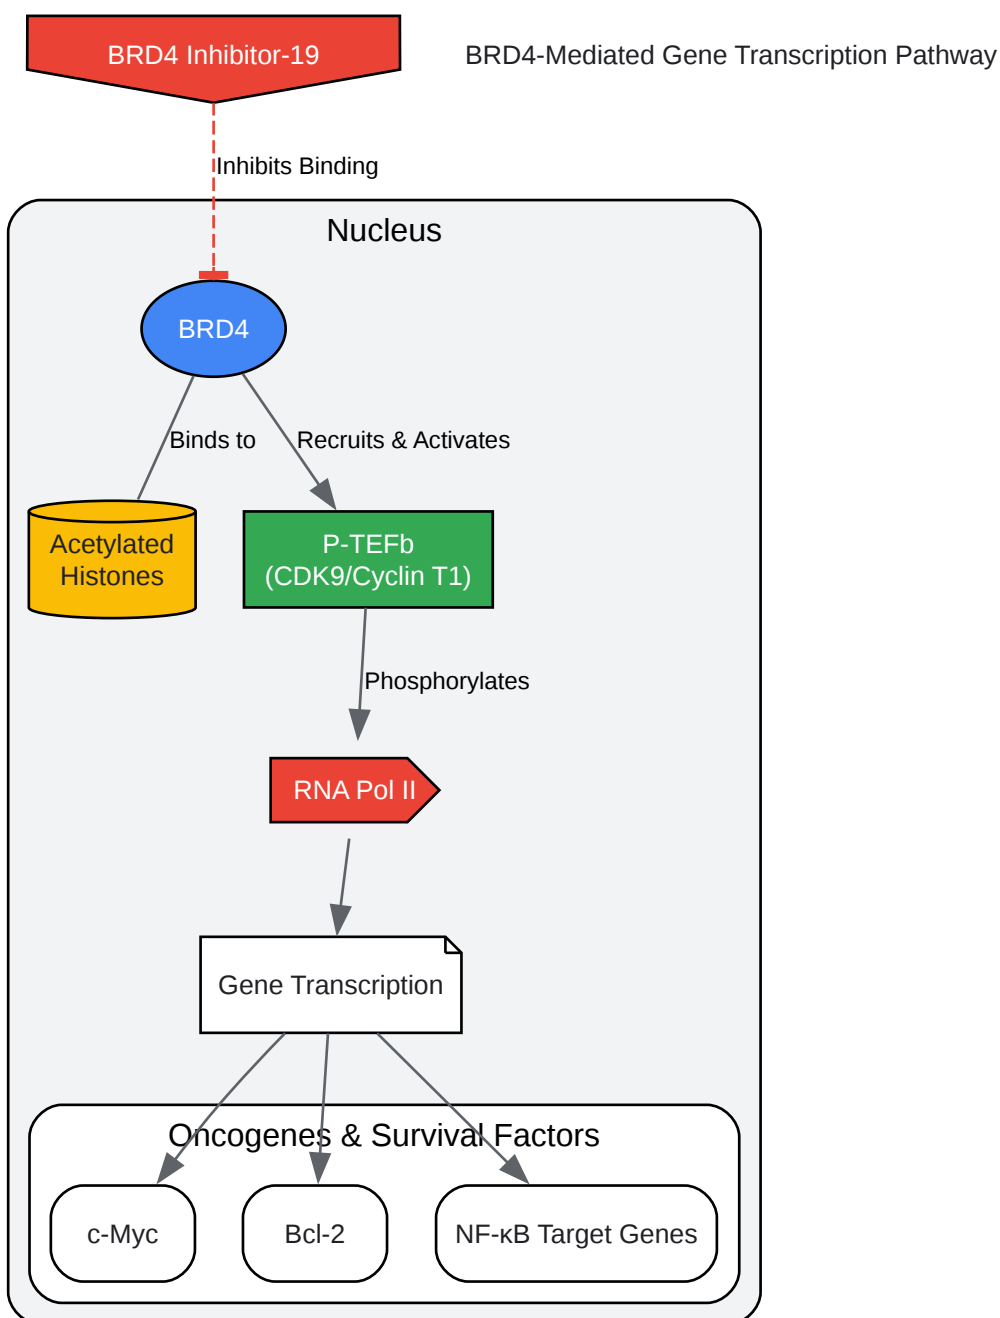 BRD4 Inhibitor-19
BRD4-Mediated Gene Transcription Pathway
Inhibits Binding
Nucleus
BRD4
Binds to
Recruits & Activates
Acetylated
Histones
P-TEFb
(CDK9/Cyclin T1)
Phosphorylates
RNA Pol II
Gene Transcription
Oncogenes & Survival Factors
c-Myc
Bcl-2
NF-κB Target Genes